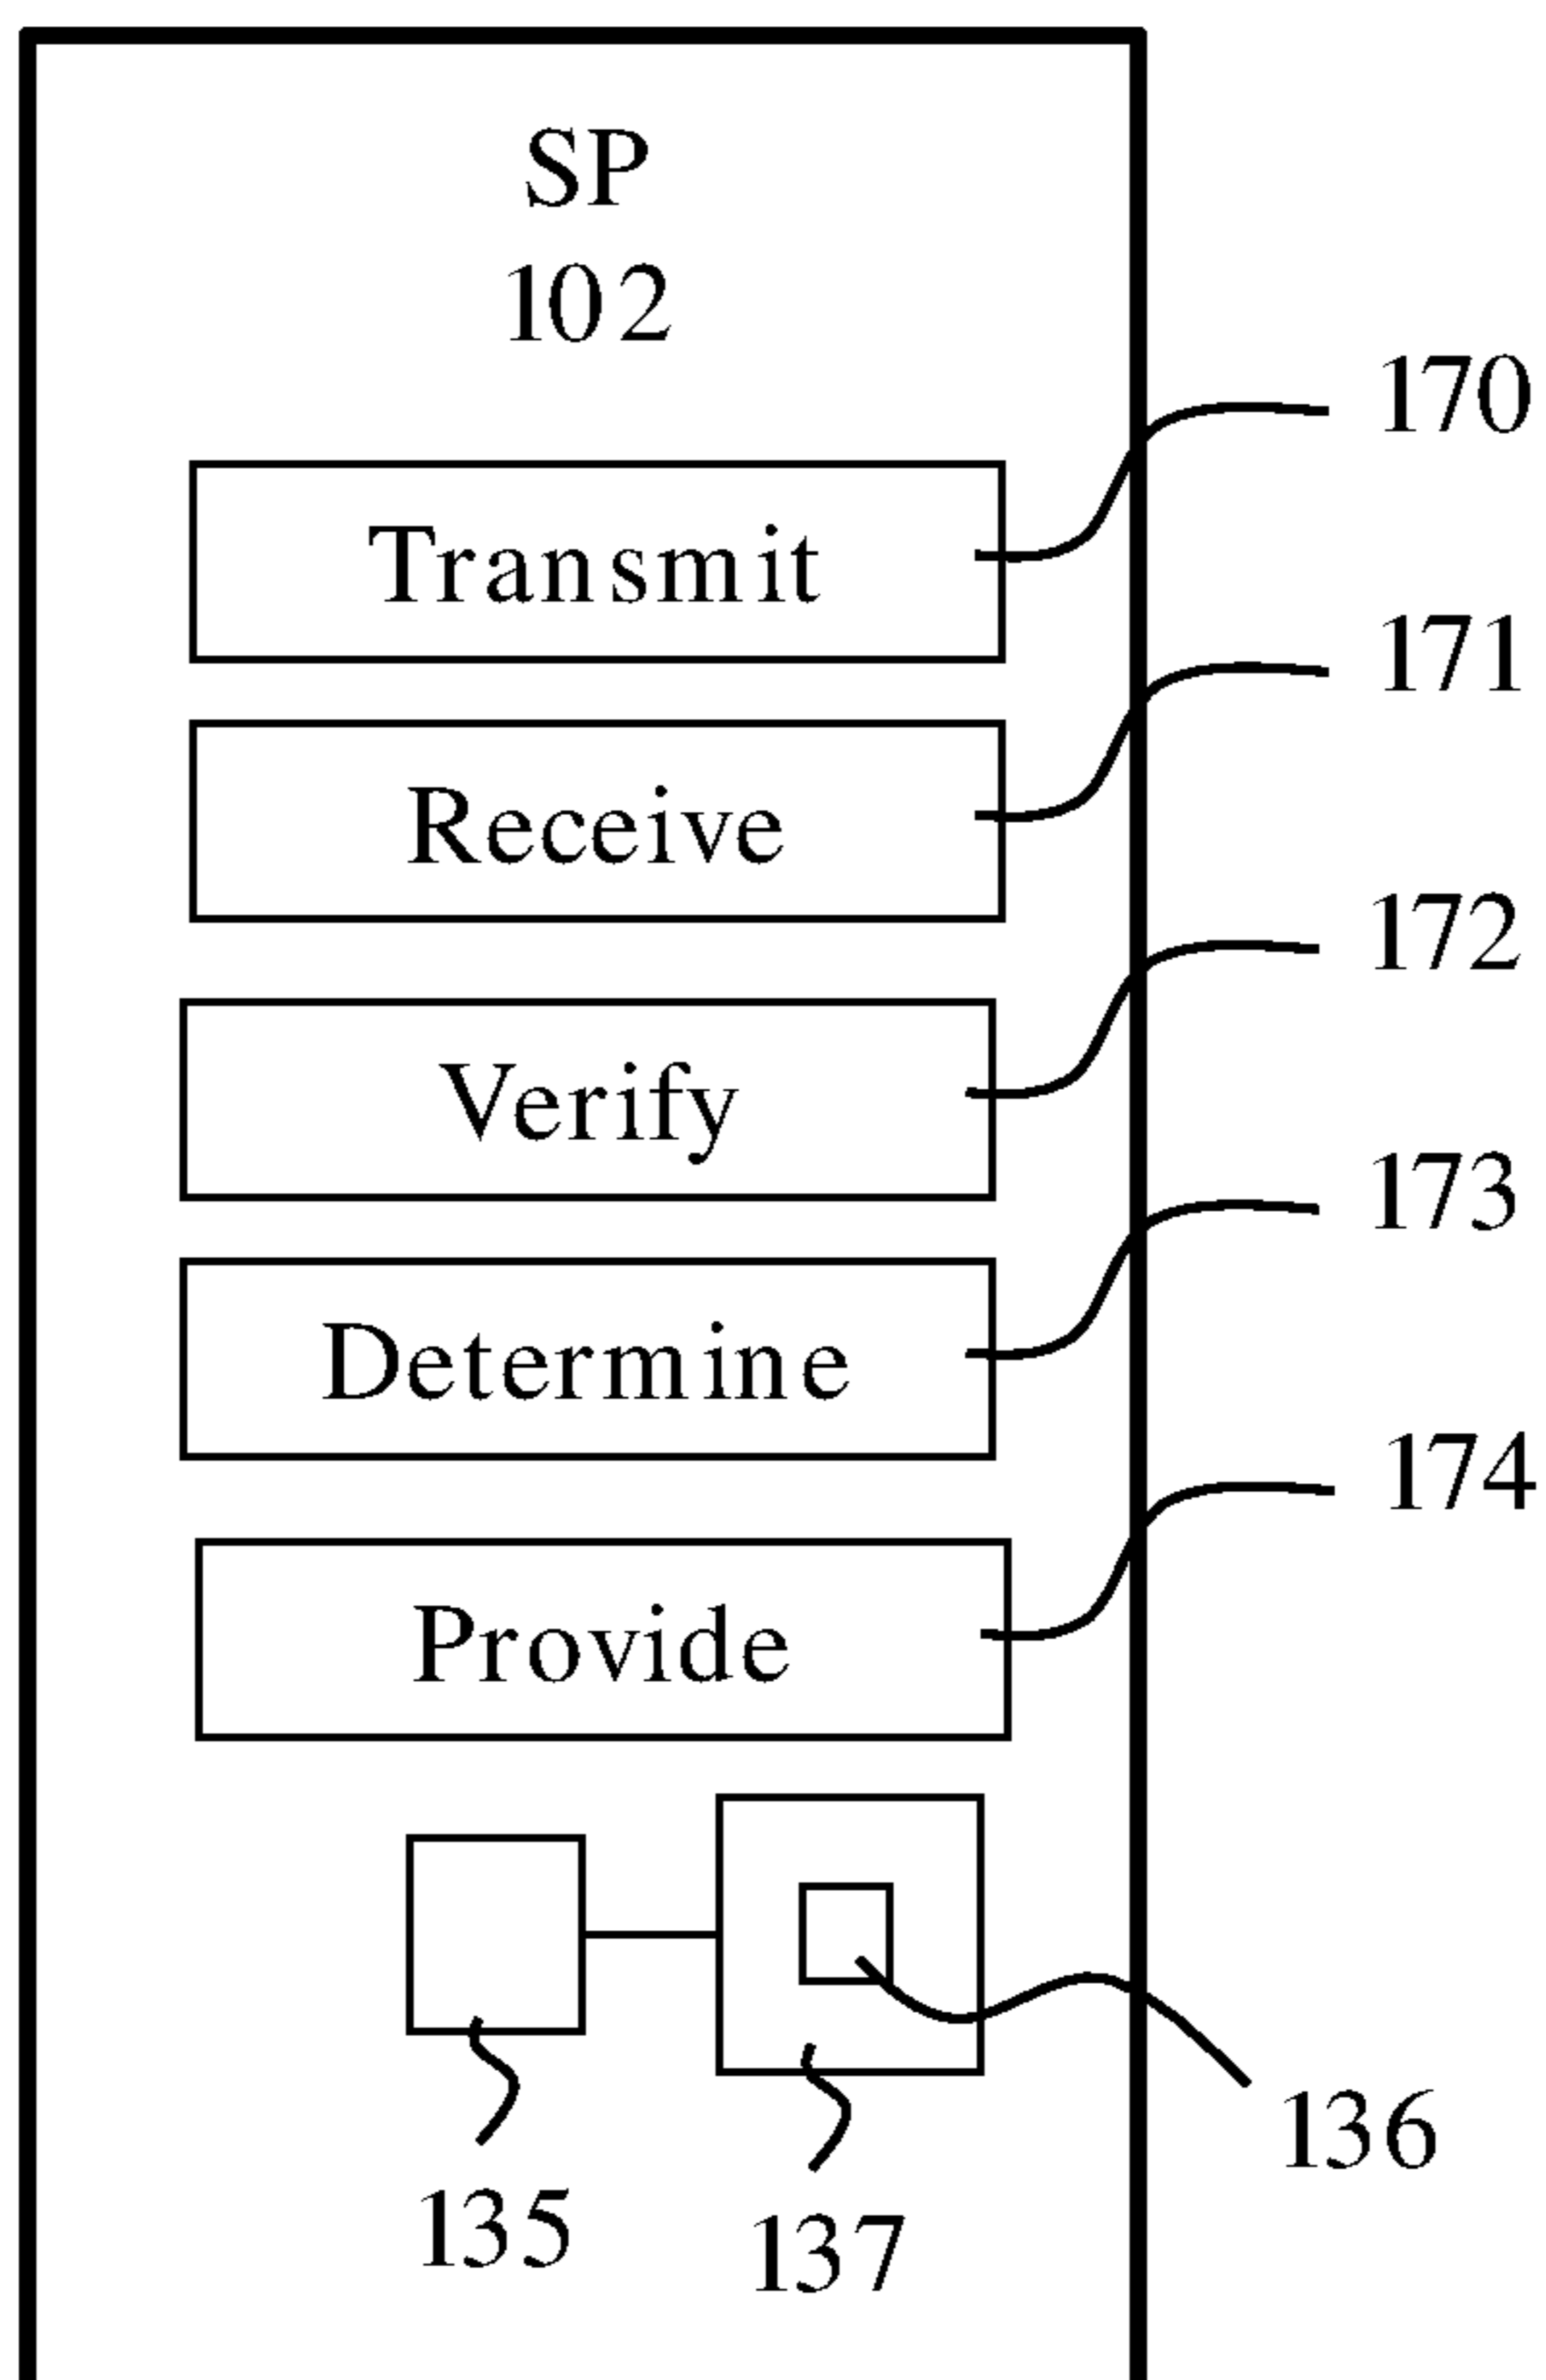 SP
102
170
Transmit
171
Receive
172
Verify
173
Determine
174
Provide
136
135
137